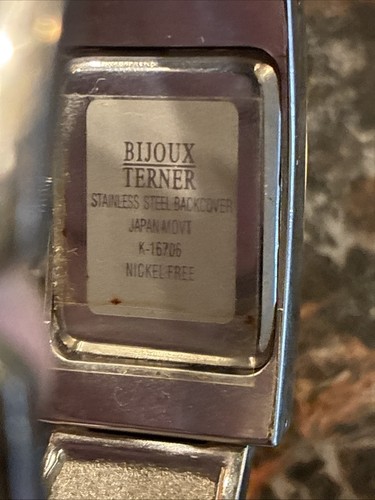 BIJOUX
TERNER
STAINLESS STEEL BACKCOVER
JAPAN MOVT
K-16706
NICKEL FREE